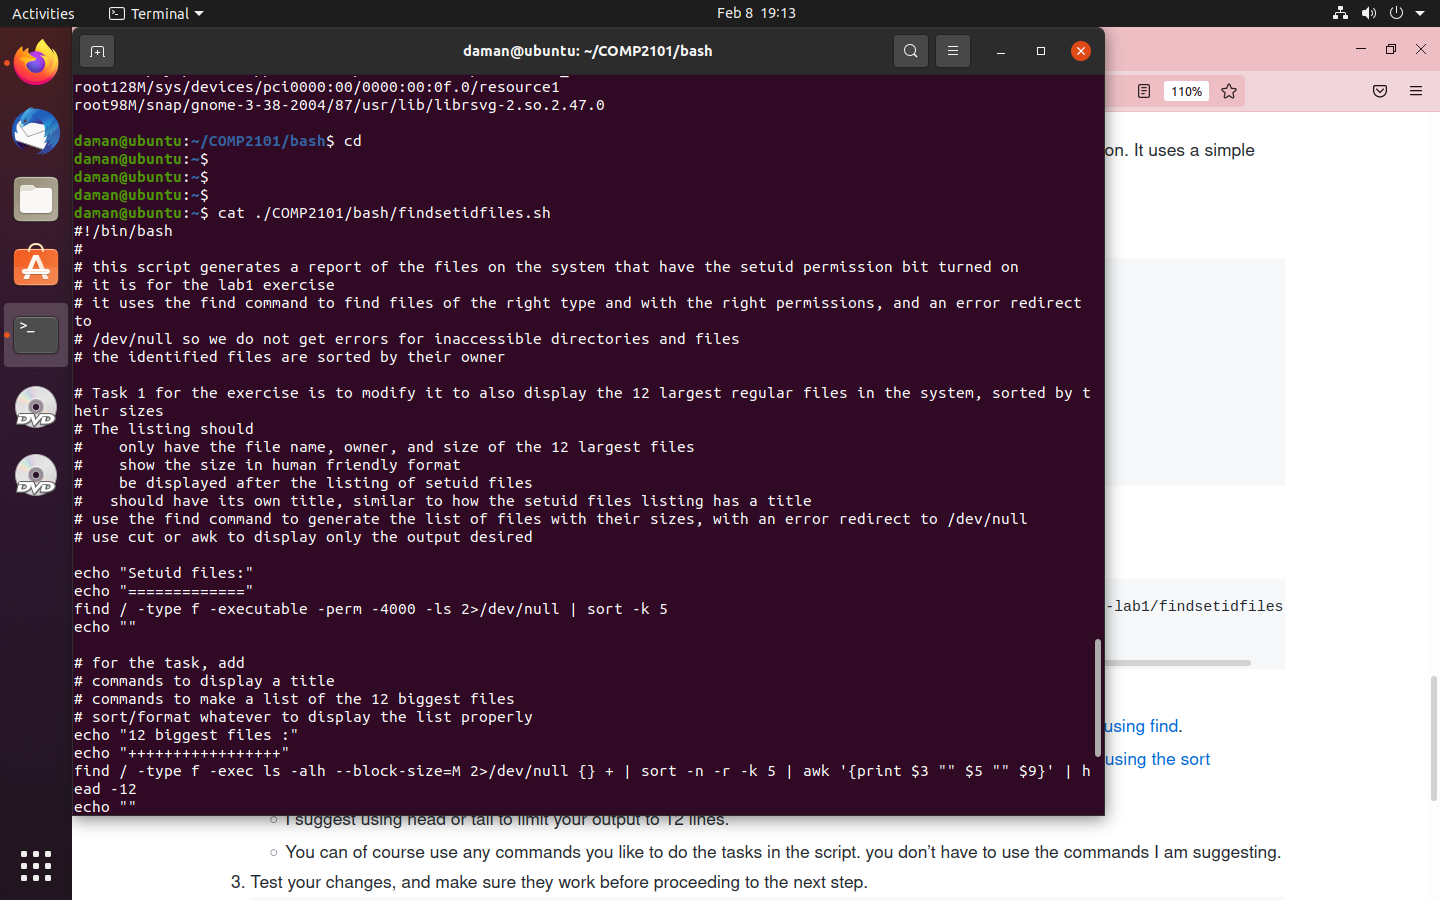 Activities
Terminal
Feb 8 19:13
daman@ubuntu: ~/COMP2101/bash
root128M/sys/devices/pci0000:00/0000:00:0f.0/resource1
root98M/snap/gnome-3-38-2004/87/usr/lib/librsvg-2.so.2.47.0
daman@ubuntu:~/COMP2101/bash$ cd
daman@ubuntu:~$
daman@ubuntu:~$
daman@ubuntu:~$
daman@ubuntu:~$ cat ./COMP2101/bash/findsetidfiles.sh
#!/bin/bash
#
# this script generates a report of the files on the system that have the setuid permission bit turned on
# it is for the lab1 exercise
# it uses the find command to find files of the right type and with the right permissions, and an error redirect
to
# /dev/null so we do not get errors for inaccessible directories and files
# the identified files are sorted by their owner
# Task 1 for the exercise is to modify it to also display the 12 largest regular files in the system, sorted by t
heir sizes
# The listing should
#    only have the file name, owner, and size of the 12 largest files
#    show the size in human friendly format
#    be displayed after the listing of setuid files
#   should have its own title, similar to how the setuid files listing has a title
# use the find command to generate the list of files with their sizes, with an error redirect to /dev/null
# use cut or awk to display only the output desired
echo "Setuid files:"
echo "============="
find / -type f -executable -perm -4000 -ls 2>/dev/null | sort -k 5
echo ""
# for the task, add
# commands to display a title
# commands to make a list of the 12 biggest files
# sort/format whatever to display the list properly
echo "12 biggest files :"
echo "+++++++++++++++++"
find / -type f -exec ls -alh --block-size=M 2>/dev/null {} + | sort -n -r -k 5 | awk '{print $3 "" $5 "" $9}' | h
ead -12
echo ""
110%
on. It uses a simple
-lab1/findsetidfiles
using find.
using the sort
I suggest using head or tail to limit your output to 12 lines.
You can of course use any commands you like to do the tasks in the script. you don't have to use the commands I am suggesting.
3. Test your changes, and make sure they work before proceeding to the next step.
>_
DVD
DVD